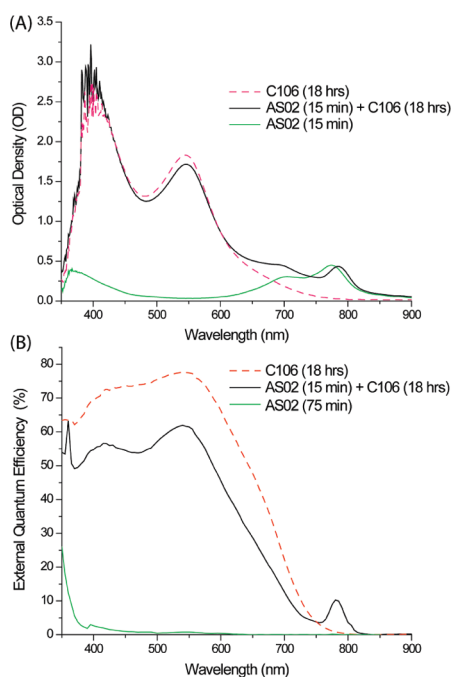 (A)
3.5
3.0
2.5
2.0
1.5
1.0
0.5
0.0
Optical Density (OD)
C106 (18 hrs)
AS02 (15 min) + C106 (18 hrs)
AS02 (15 min)
400 500 600 700 800 900
Wavelength (nm)
(B)
80
70
60
50
40
30
20
10
0
External Quantum Efficiency (%)
C106 (18 hrs)
AS02 (15 min) + C106 (18 hrs)
AS02 (75 min)
400 500 600 700 800 900
Wavelength (nm)